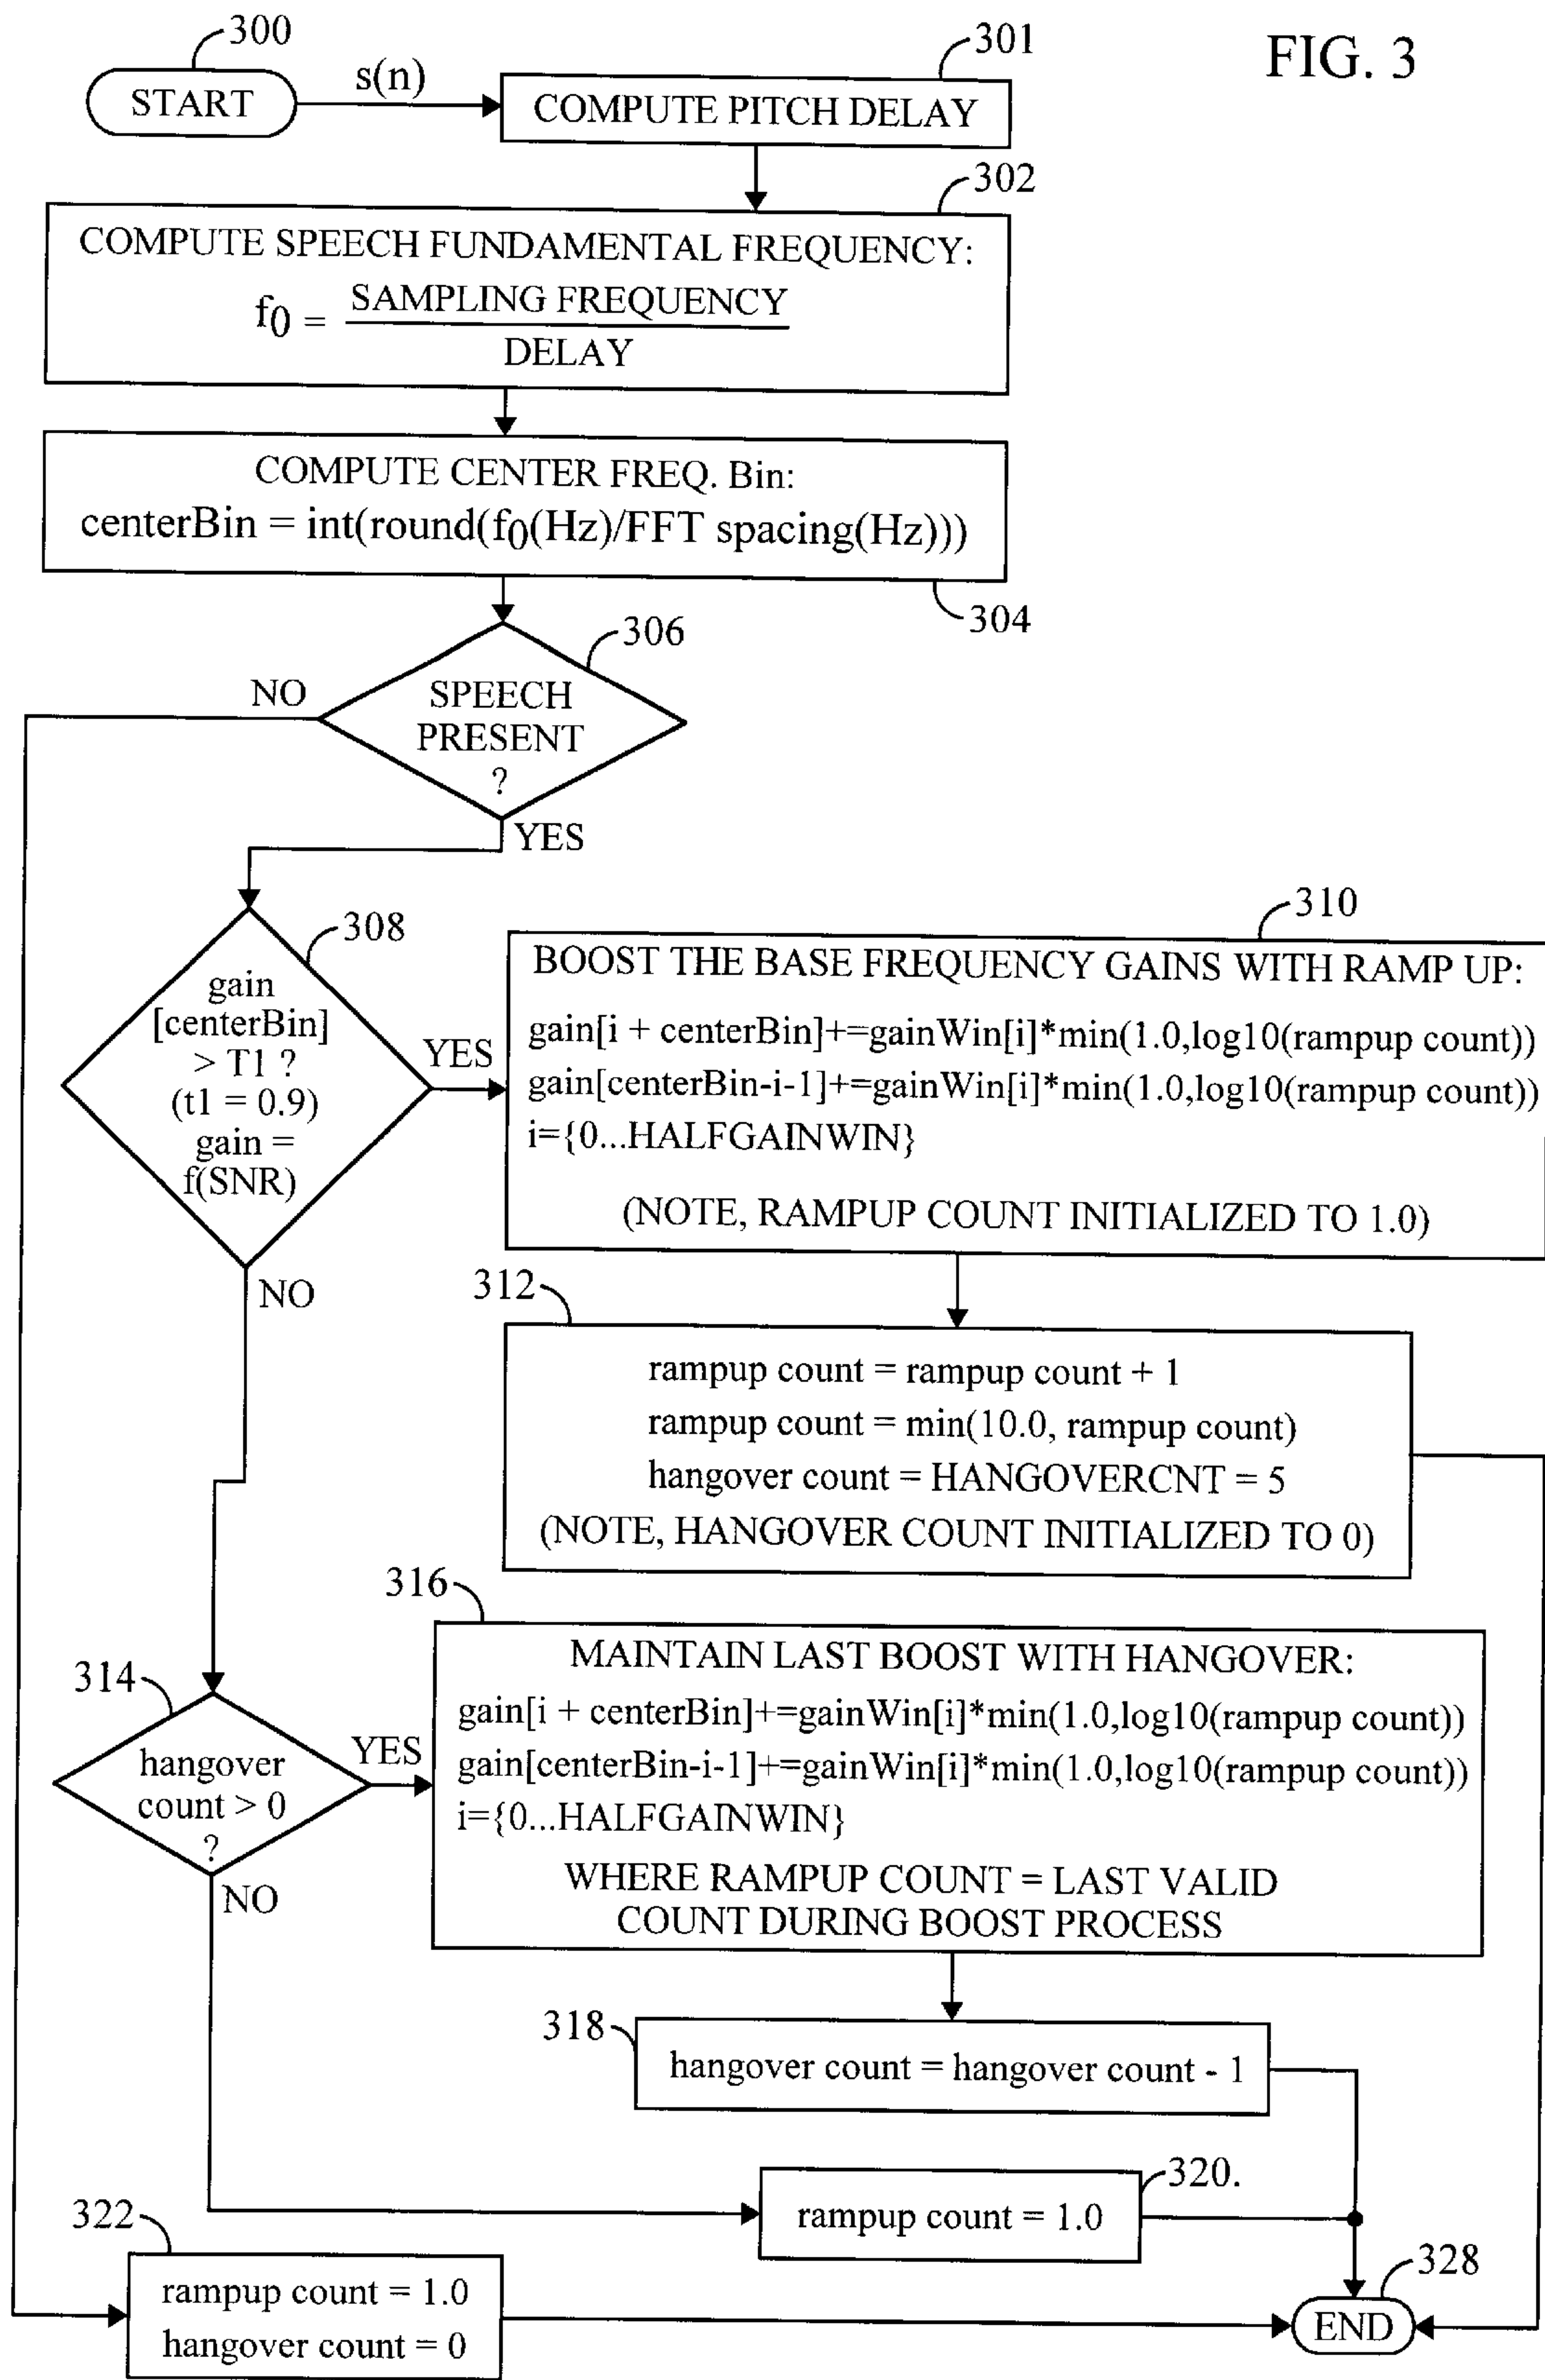 FIG. 3
300
START
s(n)
301
COMPUTE PITCH DELAY
302
COMPUTE SPEECH FUNDAMENTAL FREQUENCY:
f0 = SAMPLING FREQUENCY
DELAY
COMPUTE CENTER FREQ. Bin:
centerBin = int(round(f0(Hz)/FFT spacing(Hz)))
304
306
SPEECH
PRESENT
?
NO
YES
308
gain
[centerBin]
> T1 ?
(t1 = 0.9)
gain =
f(SNR)
YES
NO
310
BOOST THE BASE FREQUENCY GAINS WITH RAMP UP:
gain[i + centerBin]+=gainWin[i]*min(1.0,log10(rampup count))
gain[centerBin-i-1]+=gainWin[i]*min(1.0,log10(rampup count))
i={0...HALFGAINWIN}
(NOTE, RAMPUP COUNT INITIALIZED TO 1.0)
312
rampup count = rampup count + 1
rampup count = min(10.0, rampup count)
hangover count = HANGOVERCNT = 5
(NOTE, HANGOVER COUNT INITIALIZED TO 0)
314
hangover
count > 0
?
YES
NO
316
MAINTAIN LAST BOOST WITH HANGOVER:
gain[i + centerBin]+=gainWin[i]*min(1.0,log10(rampup count))
gain[centerBin-i-1]+=gainWin[i]*min(1.0,log10(rampup count))
i={0...HALFGAINWIN}
WHERE RAMPUP COUNT = LAST VALID
COUNT DURING BOOST PROCESS
318
hangover count = hangover count - 1
320.
rampup count = 1.0
322
rampup count = 1.0
hangover count = 0
328
END